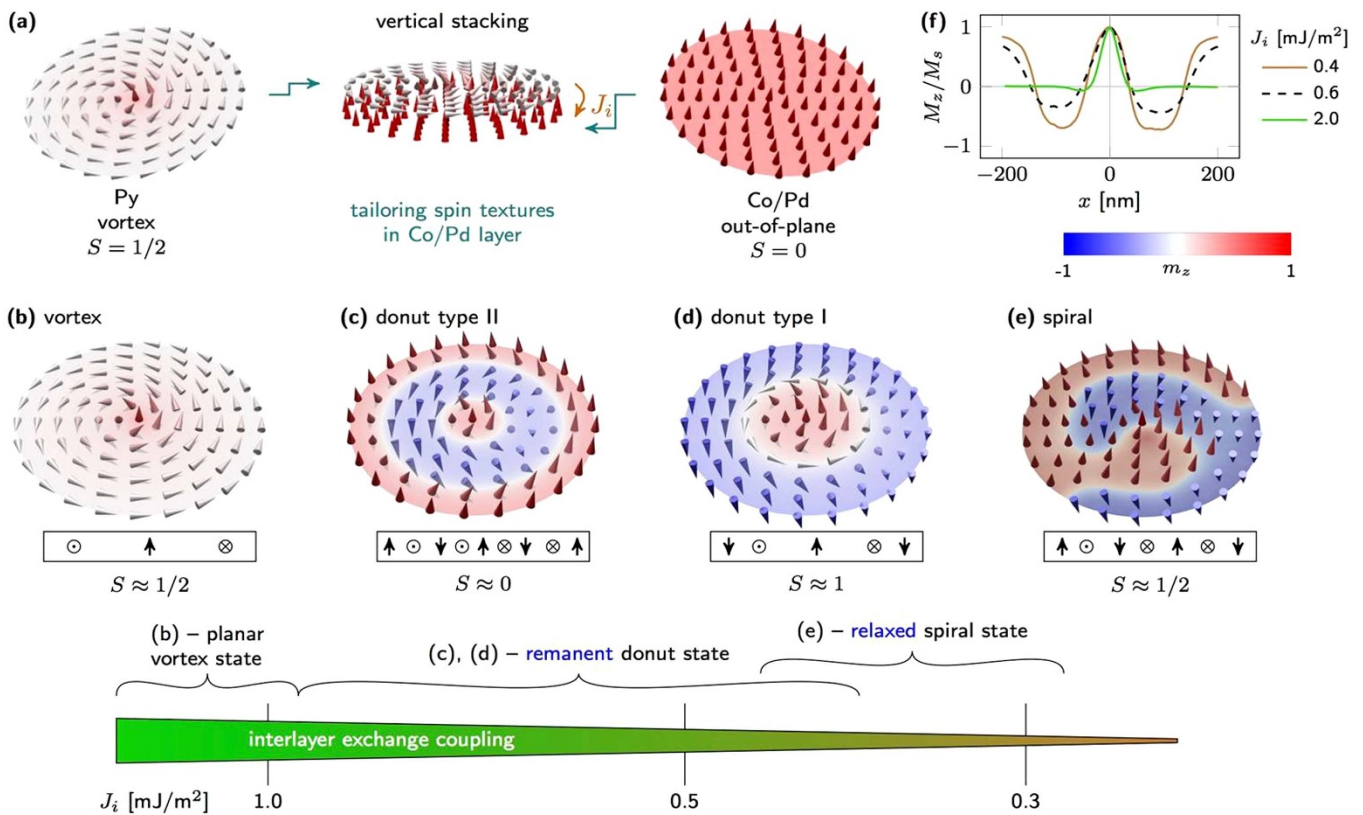 (a)
vertical stacking
J_i
Py
vortex
S = 1/2
tailoring spin textures
in Co/Pd layer
Co/Pd
out-of-plane
S = 0
(f)
M_z/M_s
1
0
−1
−200
0
200
x [nm]
J_i [mJ/m²]
0.4
0.6
2.0
-1
m_z
1
(b) vortex
(c) donut type II
(d) donut type I
(e) spiral
⊙ ↑ ⊗
↑ ⊙ ↓ ⊙ ↑ ⊗ ↓ ⊗ ↑
↓ ⊙ ↑ ⊗ ↓
↑ ⊙ ↓ ⊗ ↑ ⊗ ↓
S ≈ 1/2
S ≈ 0
S ≈ 1
S ≈ 1/2
(b) – planar
vortex state
(c), (d) – remanent donut state
(e) – relaxed spiral state
interlayer exchange coupling
J_i [mJ/m²]
1.0
0.5
0.3